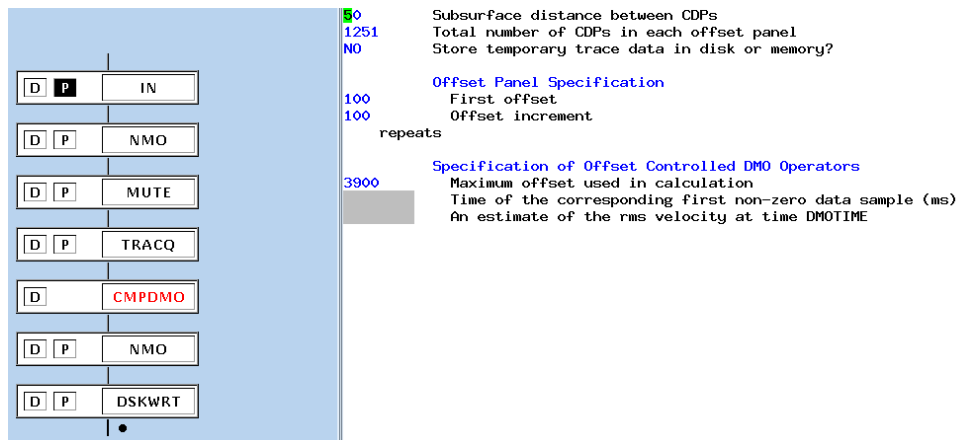 D P IN
D P NMO
D P MUTE
D P TRACQ
D CMPDMO
D P NMO
D P DSKWRT
50 Subsurface distance between CDPs
1251 Total number of CDPs in each offset panel
NO Store temporary trace data in disk or memory?
Offset Panel Specification
100 First offset
100 Offset increment
repeats
Specification of Offset Controlled DMO Operators
3900 Maximum offset used in calculation
Time of the corresponding first non-zero data sample (ms)
An estimate of the rms velocity at time DMOTIME